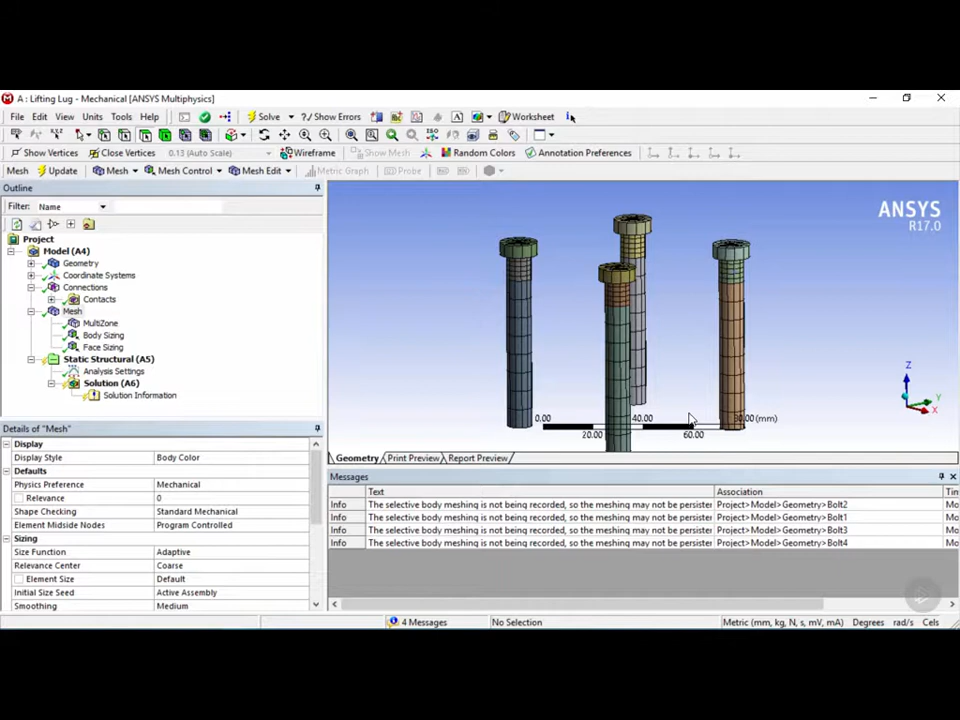 A : Lifting Lug - Mechanical [ANSYS Multiphysics]
File Edit View Units Tools Help Solve ?/ Show Errors Worksheet
Show Vertices Close Vertices 0.13 (Auto Scale) Wireframe Show Mesh Random Colors Annotation Preferences
Mesh Update Mesh Mesh Control Mesh Edit Metric Graph Probe
Outline
Filter: Name
Project
Model (A4)
Geometry
Coordinate Systems
Connections
Contacts
Mesh
MultiZone
Body Sizing
Face Sizing
Static Structural (A5)
Analysis Settings
Solution (A6)
Solution Information
Details of "Mesh"
Display
Display Style Body Color
Defaults
Physics Preference Mechanical
Relevance 0
Shape Checking Standard Mechanical
Element Midside Nodes Program Controlled
Sizing
Size Function Adaptive
Relevance Center Coarse
Element Size Default
Initial Size Seed Active Assembly
Smoothing Medium
ANSYS
R17.0
Z
Y
X
0.00 40.00 80.00 (mm)
20.00 60.00
Geometry Print Preview Report Preview
Messages
Text Association Tin
Info The selective body meshing is not being recorded, so the meshing may not be persister Project>Model>Geometry>Bolt2 Mo
Info The selective body meshing is not being recorded, so the meshing may not be persister Project>Model>Geometry>Bolt1 Mo
Info The selective body meshing is not being recorded, so the meshing may not be persister Project>Model>Geometry>Bolt3 Mo
Info The selective body meshing is not being recorded, so the meshing may not be persister Project>Model>Geometry>Bolt4 Mo
4 Messages No Selection Metric (mm, kg, N, s, mV, mA) Degrees rad/s Cels